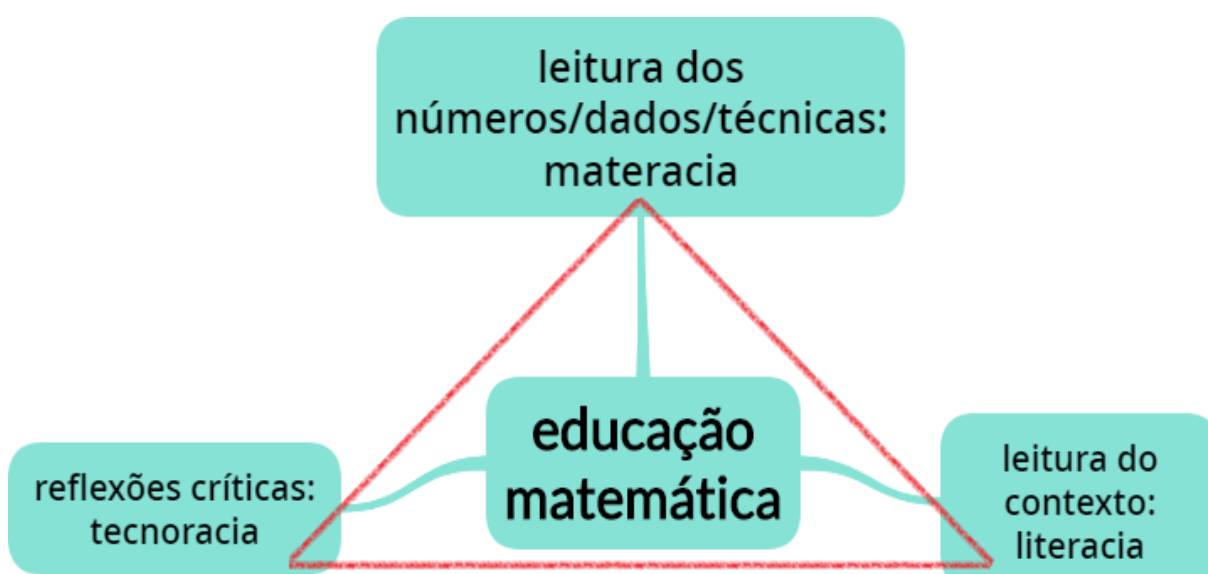 leitura dos
números/dados/técnicas:
materacia
educação
matemática
reflexões críticas:
tecnoracia
leitura do
contexto:
literacia